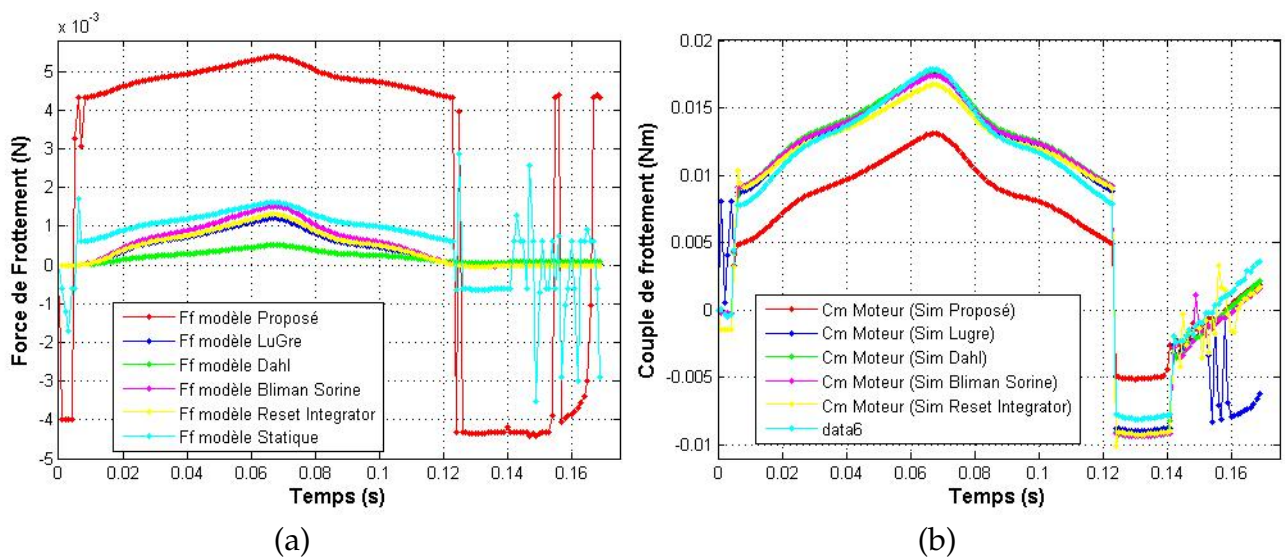 x 10⁻³
5
4
3
2
1
0
-1
-2
-3
-4
-5
Force de Frottement (N)
Ff modèle Proposé
Ff modèle LuGre
Ff modèle Dahl
Ff modèle Bliman Sorine
Ff modèle Reset Integrator
Ff modèle Statique
0 0.02 0.04 0.06 0.08 0.1 0.12 0.14 0.16
Temps (s)
(a)
0.02
0.015
0.01
0.005
0
-0.005
-0.01
Couple de frottement (Nm)
Cm Moteur (Sim Proposé)
Cm Moteur (Sim Lugre)
Cm Moteur (Sim Dahl)
Cm Moteur (Sim Bliman Sorine)
Cm Moteur (Sim Reset Integrator)
data6
0 0.02 0.04 0.06 0.08 0.1 0.12 0.14 0.16
Temps (s)
(b)